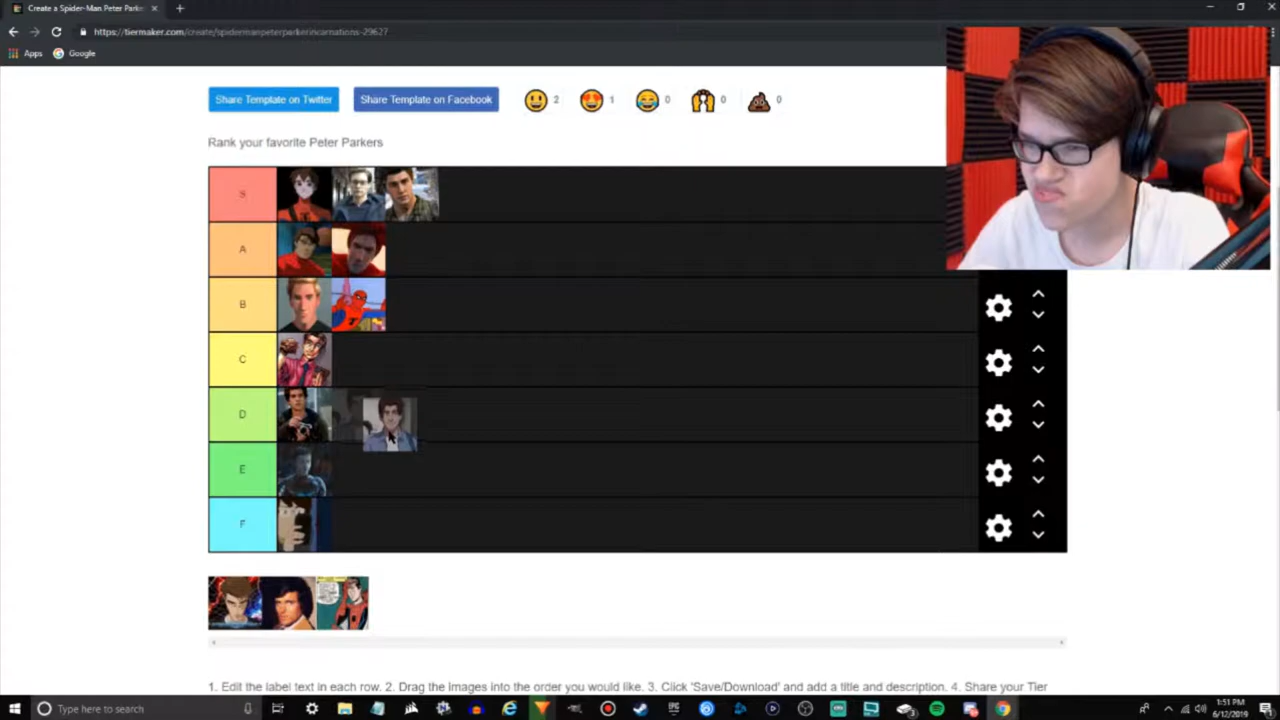 Create a Spider-Man Peter Parke
https://tiermaker.com/create/spidermanpeterparkerincarnations-29627
Apps
Google
Share Template on Twitter
Share Template on Facebook
2
1
0
0
0
Rank your favorite Peter Parkers
S
A
B
C
D
E
F
1. Edit the label text in each row. 2. Drag the images into the order you would like. 3. Click 'Save/Download' and add a title and description. 4. Share your Tier
Type here to search
1:51 PM
6/12/2019